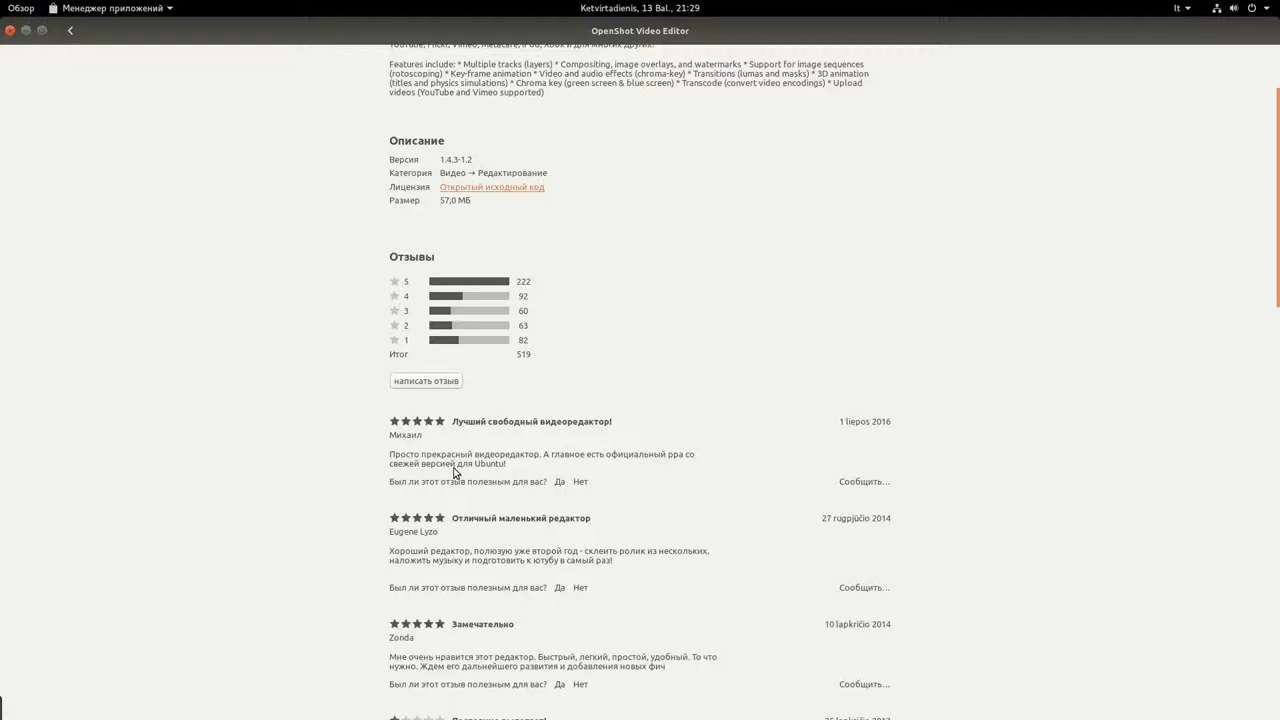 Обзор Менеджер приложений Ketvirtadienis, 13 Bal., 21:29 lt
OpenShot Video Editor
YouTube, Flickr, Vimeo, Metacafe, iPod, Xbox и для многих других!
Features include: * Multiple tracks (layers) * Compositing, image overlays, and watermarks * Support for image sequences
(rotoscoping) * Key-frame animation * Video and audio effects (chroma-key) * Transitions (lumas and masks) * 3D animation
(titles and physics simulations) * Chroma key (green screen & blue screen) * Transcode (convert video encodings) * Upload
videos (YouTube and Vimeo supported)
Описание
Версия 1.4.3-1.2
Категория Видео → Редактирование
Лицензия Открытый исходный код
Размер 57,0 МБ
Отзывы
5 222
4 92
3 60
2 63
1 82
Итог 519
написать отзыв
Лучший свободный видеоредактор! 1 liepos 2016
Михаил
Просто прекрасный видеоредактор. А главное есть официальный ppa со
свежей версией для Ubuntu!
Был ли этот отзыв полезным для вас? Да Нет Сообщить...
Отличный маленький редактор 27 rugpjūčio 2014
Eugene Lyzo
Хороший редактор, полюзую уже второй год - склеить ролик из нескольких,
наложить музыку и подготовить к ютубу в самый раз!
Был ли этот отзыв полезным для вас? Да Нет Сообщить...
Замечательно 10 lapkričio 2014
Zonda
Мне очень нравится этот редактор. Быстрый, легкий, простой, удобный. То что
нужно. Ждем его дальнейшего развития и добавления новых фич
Был ли этот отзыв полезным для вас? Да Нет Сообщить...